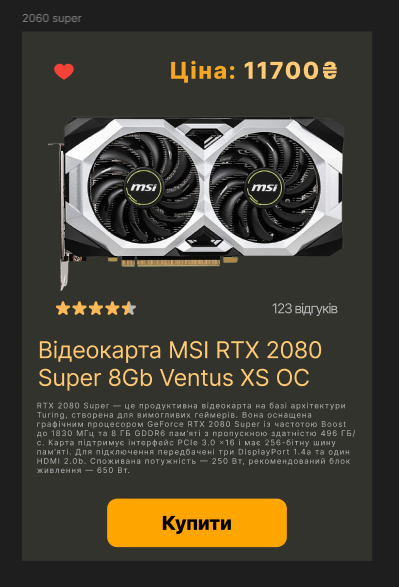 2060 super
Ціна: 11700₴
msi
msi
123 відгуків
Відеокарта MSI RTX 2080
Super 8Gb Ventus XS OC
RTX 2080 Super — це продуктивна відеокарта на базі архітектури
Turing, створена для вимогливих геймерів. Вона оснащена
графічним процесором GeForce RTX 2080 Super із частотою Boost
до 1830 МГц та 8 ГБ GDDR6 пам’яті з пропускною здатністю 496 ГБ/
с. Карта підтримує інтерфейс PCIe 3.0 ×16 і має 256-бітну шину
пам’яті. Для підключення передбачені три DisplayPort 1.4a та один
HDMI 2.0b. Споживана потужність — 250 Вт, рекомендований блок
живлення — 650 Вт.
Купити